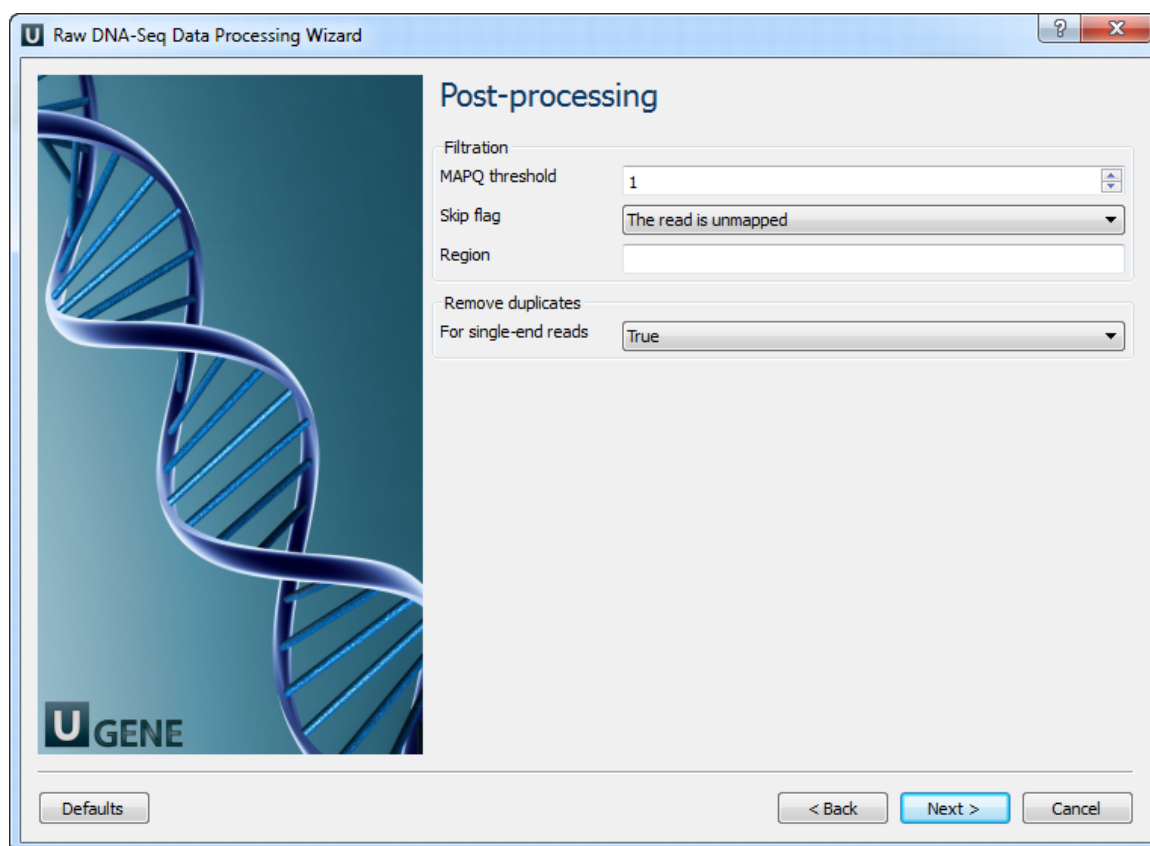 U Raw DNA-Seq Data Processing Wizard
? X
Post-processing
Filtration
MAPQ threshold 1
Skip flag The read is unmapped
Region
Remove duplicates
For single-end reads True
U GENE
Defaults < Back Next > Cancel